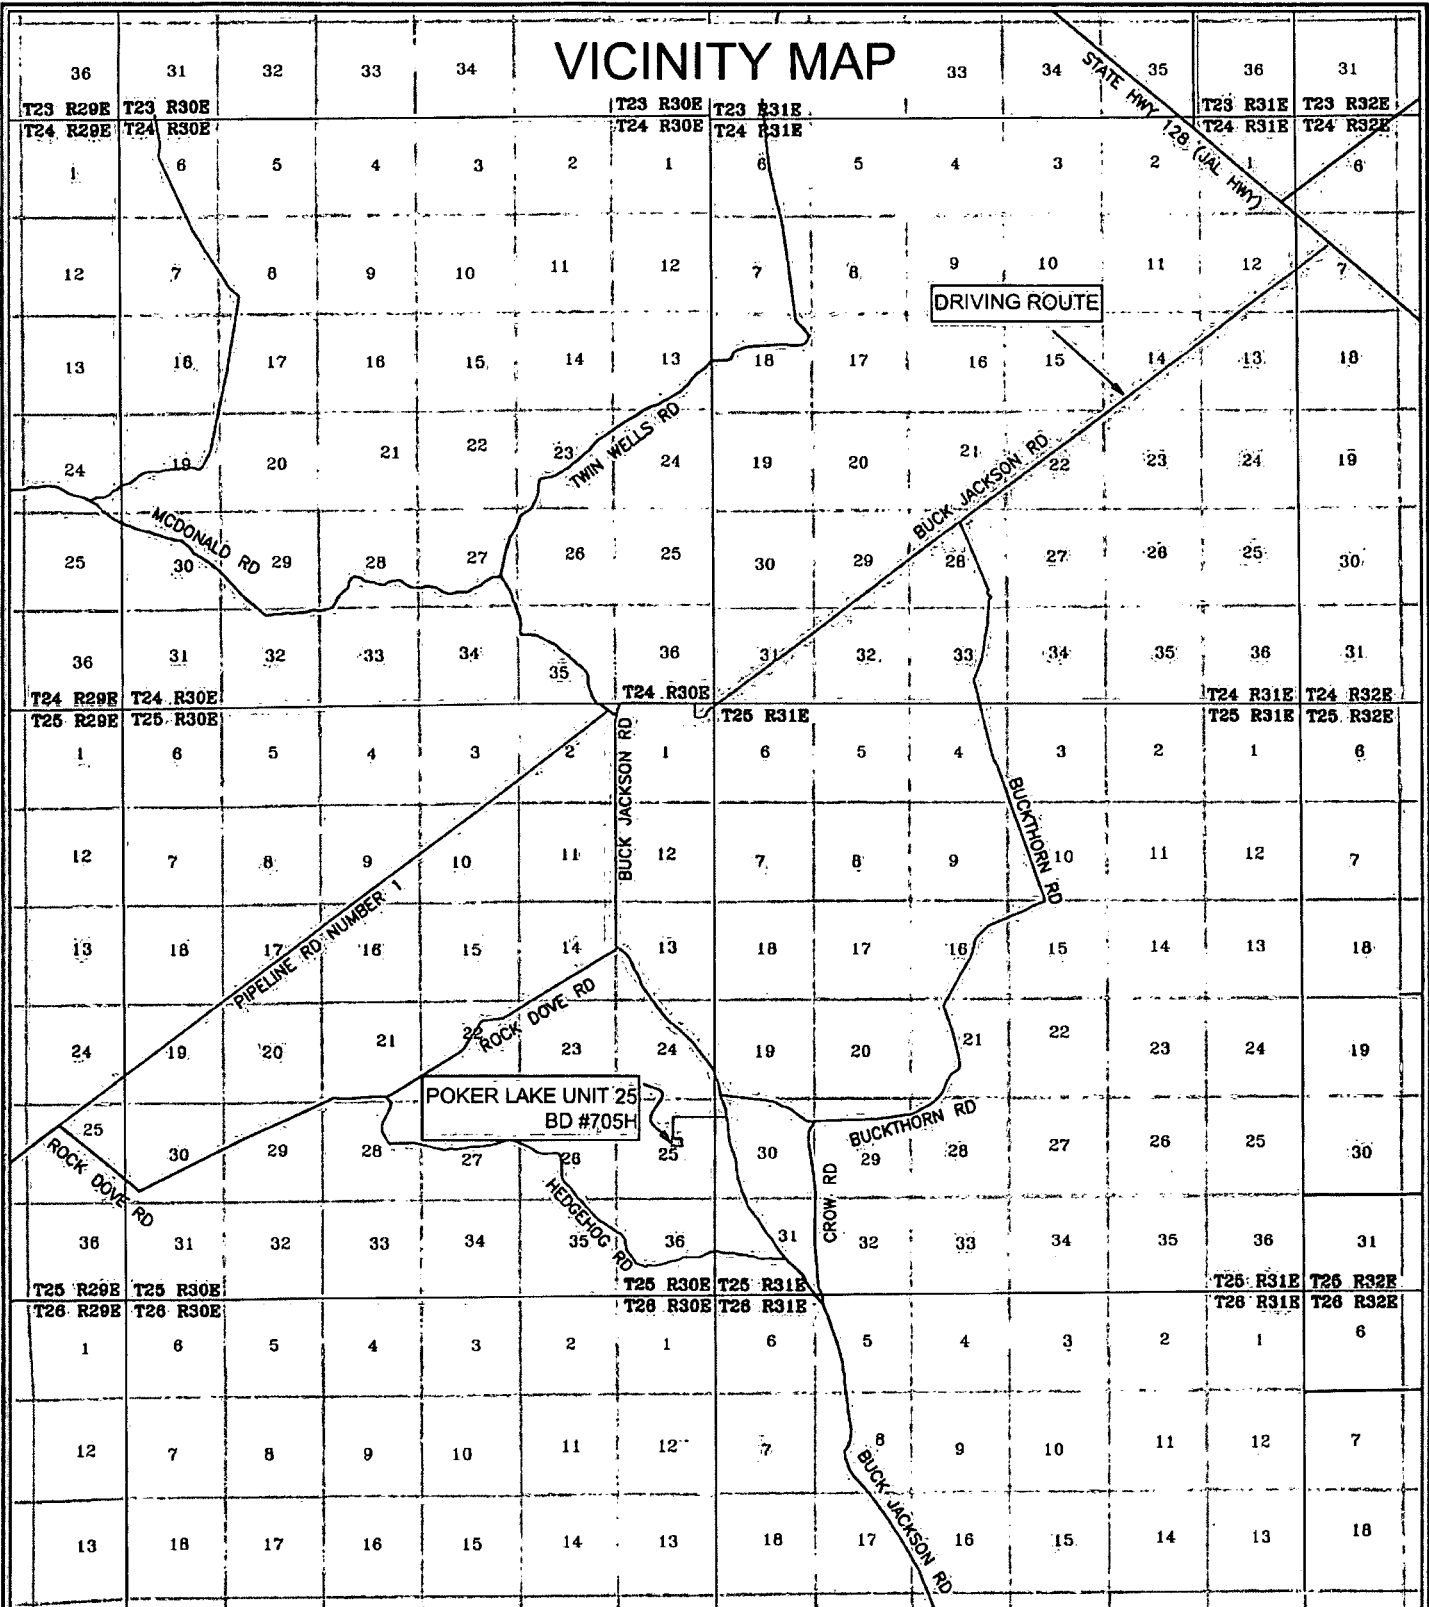 VICINITY MAP
36 31 32 33 34 33 34 35 36 31
STATE HWY 128 (JAL HWY)
T23 R29E T23 R30E T23 R30E T23 R31E T23 R31E T23 R32E
T24 R29E T24 R30E T24 R30E T24 R31E T24 R31E T24 R32E
1 6 5 4 3 2 1 6 5 4 3 2 1 6
12 7 8 9 10 11 12 7 8 9 10 11 12 7
DRIVING ROUTE
13 18 17 16 15 14 13 18 17 16 15 14 13 18
TWIN WELLS RD
BUCK JACKSON RD
24 19 20 21 22 23 24 19 20 21 22 23 24 19
MCDONALD RD
25 30 29 28 27 26 25 30 29 28 27 26 25 30
36 31 32 33 34 35 36 31 32 33 34 35 36 31
T24 R29E T24 R30E T24 R30E T24 R31E T24 R32E
T25 R29E T25 R30E T25 R31E T25 R31E T25 R32E
1 6 5 4 3 2 1 6 5 4 3 2 1 6
BUCK JACKSON RD
BUCKTHORN RD
12 7 8 9 10 11 12 7 8 9 10 11 12 7
PIPELINE RD NUMBER 1
13 18 17 16 15 14 13 18 17 16 15 14 13 18
ROCK DOVE RD
24 19 20 21 22 23 24 19 20 21 22 23 24 19
POKER LAKE UNIT 25
BD #705H
BUCKTHORN RD
25 30 29 28 27 26 25 30 29 28 27 26 25 30
ROCK DOVE RD
HEDGEHOG RD
CROW RD
36 31 32 33 34 35 36 31 32 33 34 35 36 31
T25 R29E T25 R30E T25 R30E T25 R31E T25 R31E T25 R32E
T26 R29E T26 R30E T26 R30E T26 R31E T26 R31E T26 R32E
1 6 5 4 3 2 1 6 5 4 3 2 1 6
12 7 8 9 10 11 12 7 8 9 10 11 12 7
BUCK JACKSON RD
13 18 17 16 15 14 13 18 17 16 15 14 13 18